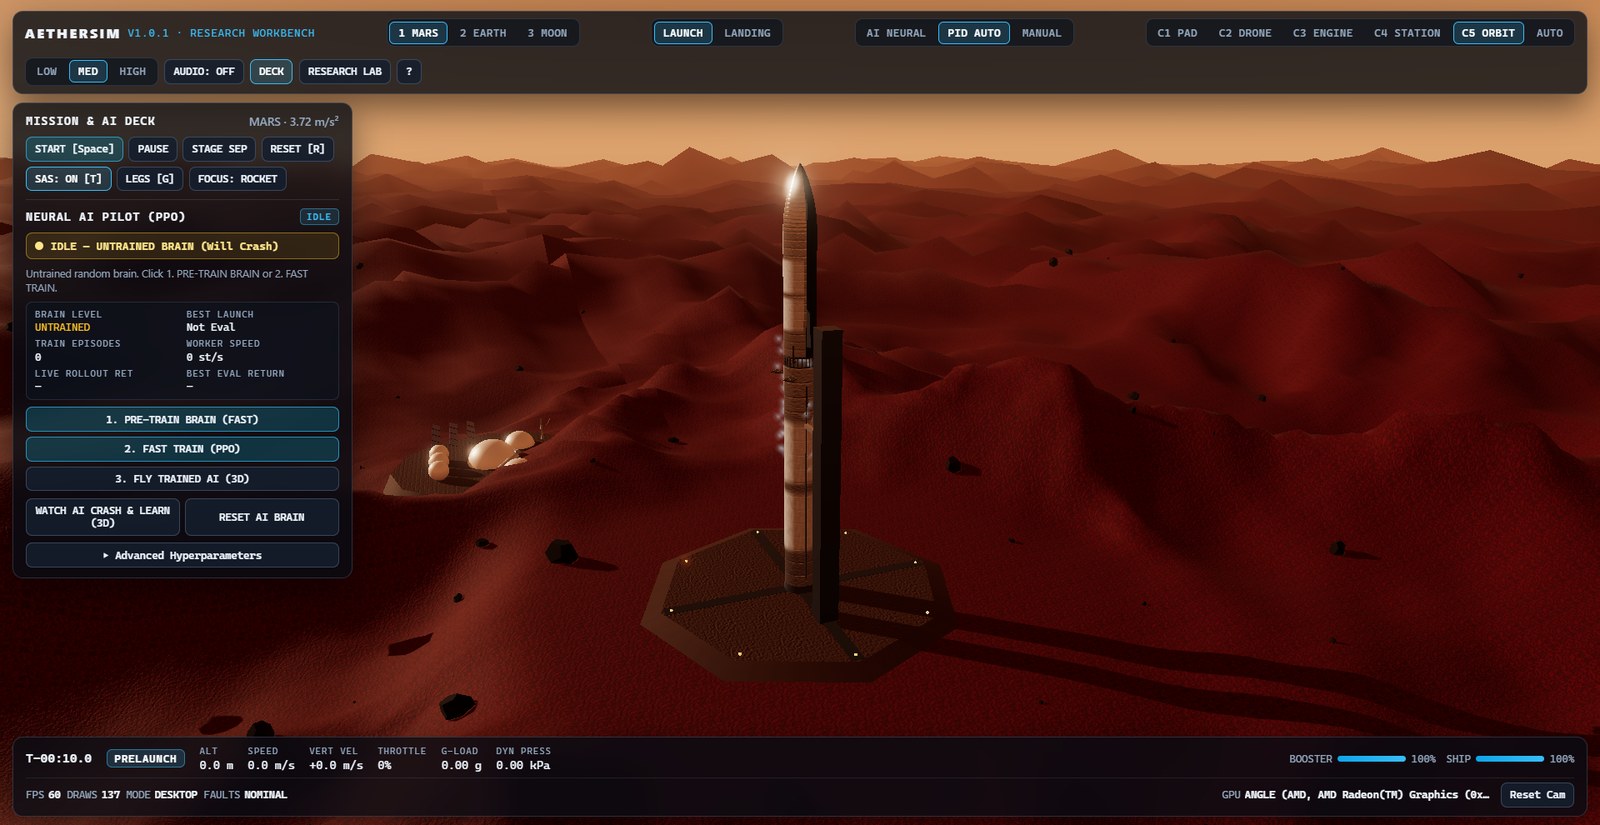 AETHERSIM V1.0.1 · RESEARCH WORKBENCH
1 MARS 2 EARTH 3 MOON
LAUNCH LANDING
AI NEURAL PID AUTO MANUAL
C1 PAD C2 DRONE C3 ENGINE C4 STATION C5 ORBIT AUTO
LOW MED HIGH AUDIO: OFF DECK RESEARCH LAB ?
MISSION & AI DECK MARS · 3.72 m/s²
START [Space] PAUSE STAGE SEP RESET [R]
SAS: ON [T] LEGS [G] FOCUS: ROCKET
NEURAL AI PILOT (PPO) IDLE
IDLE — UNTRAINED BRAIN (Will Crash)
Untrained random brain. Click 1. PRE-TRAIN BRAIN or 2. FAST
TRAIN.
BRAIN LEVEL BEST LAUNCH
UNTRAINED Not Eval
TRAIN EPISODES WORKER SPEED
0 0 st/s
LIVE ROLLOUT RET BEST EVAL RETURN
— —
1. PRE-TRAIN BRAIN (FAST)
2. FAST TRAIN (PPO)
3. FLY TRAINED AI (3D)
WATCH AI CRASH & LEARN
(3D)
RESET AI BRAIN
▸ Advanced Hyperparameters
T-00:10.0 PRELAUNCH
ALT SPEED VERT VEL THROTTLE G-LOAD DYN PRESS
0.0 m 0.0 m/s +0.0 m/s 0% 0.00 g 0.00 kPa
BOOSTER 100% SHIP 100%
FPS 60 DRAWS 137 MODE DESKTOP FAULTS NOMINAL
GPU ANGLE (AMD, AMD Radeon(TM) Graphics (0x… Reset Cam